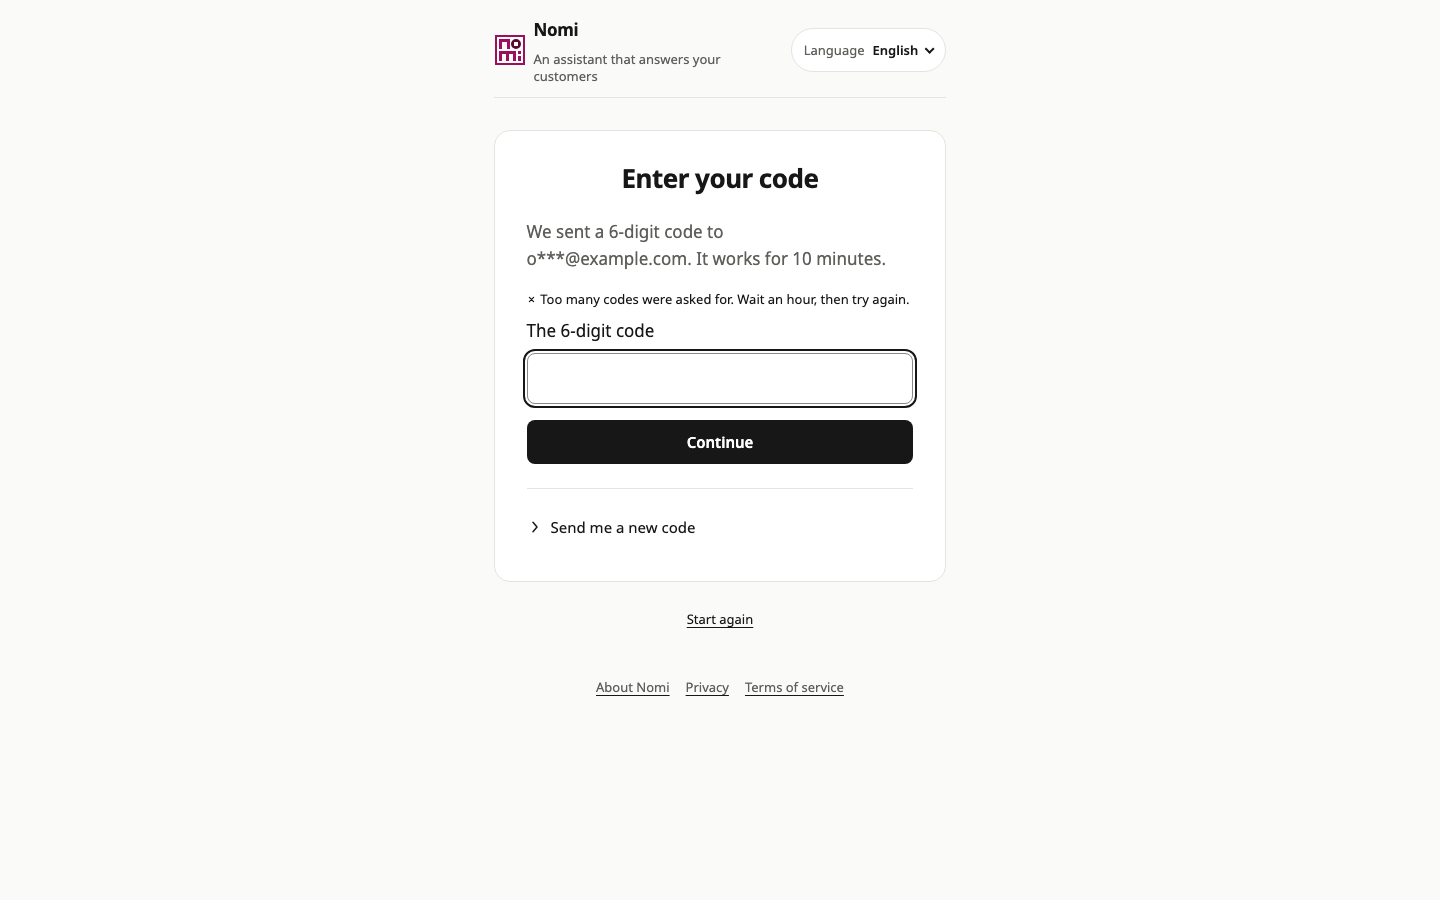 Nomi
An assistant that answers your
customers
Language English
Enter your code
We sent a 6-digit code to
o***@example.com. It works for 10 minutes.
× Too many codes were asked for. Wait an hour, then try again.
The 6-digit code
Continue
Send me a new code
Start again
About Nomi Privacy Terms of service